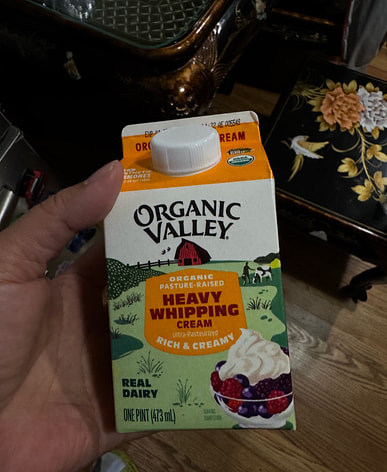 ORGANIC
VALLEY
ORGANIC
PASTURE-RAISED
HEAVY
WHIPPING
CREAM
Ultra-Pasteurized
RICH & CREAMY
REAL
DAIRY
ONE PINT (473 mL)